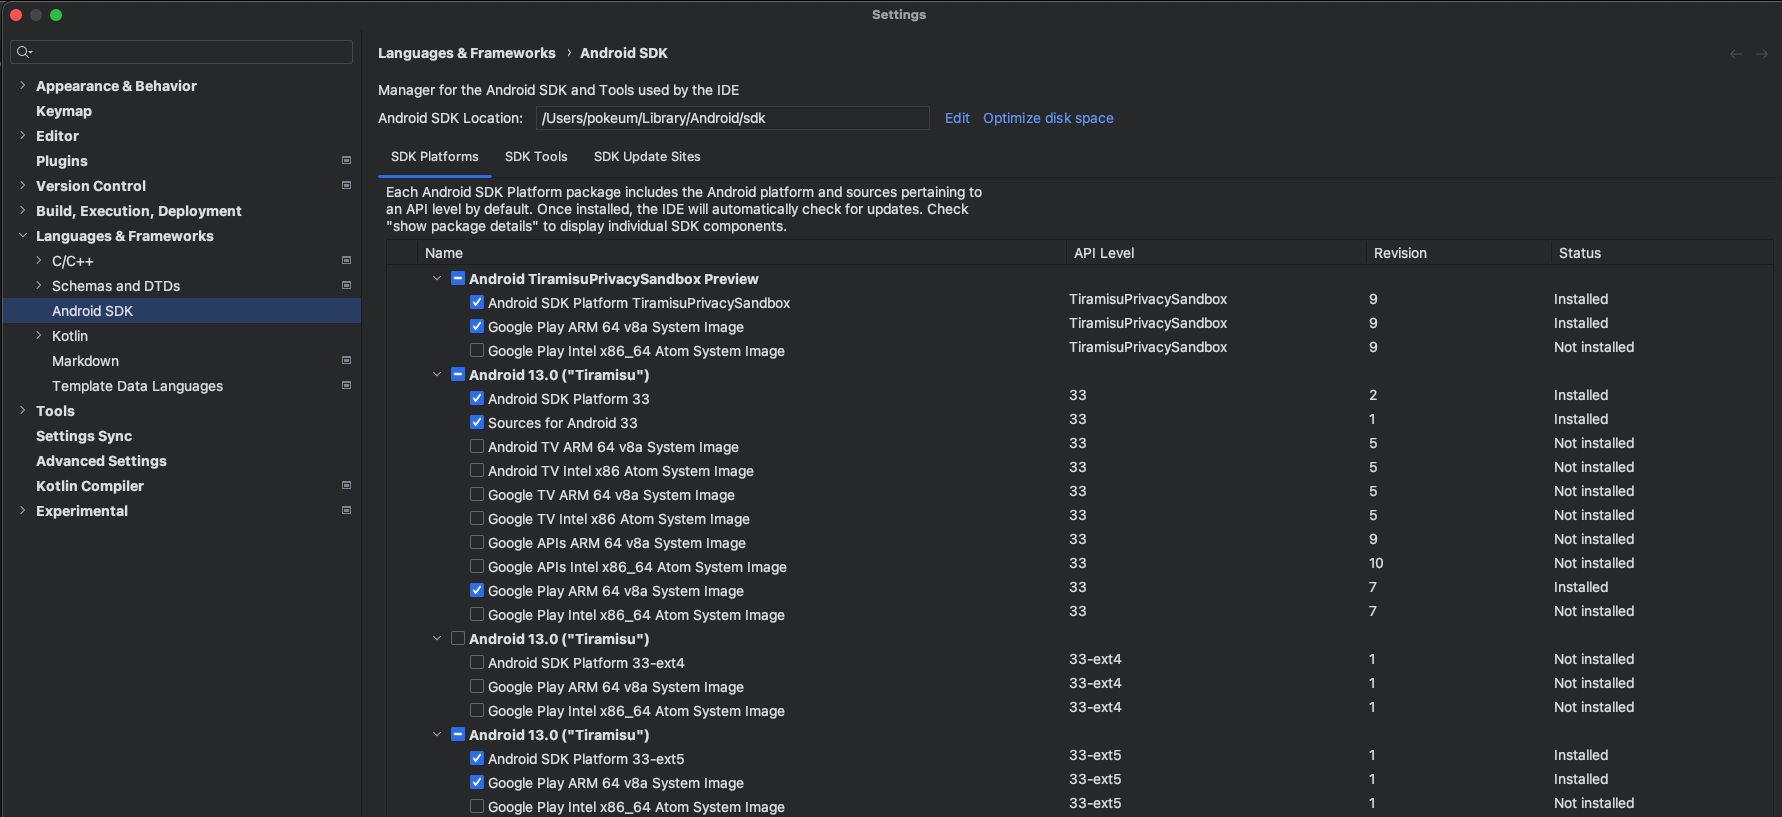 Settings
Languages & Frameworks › Android SDK
Appearance & Behavior
Keymap
Editor
Plugins
Version Control
Build, Execution, Deployment
Languages & Frameworks
C/C++
Schemas and DTDs
Android SDK
Kotlin
Markdown
Template Data Languages
Tools
Settings Sync
Advanced Settings
Kotlin Compiler
Experimental
Manager for the Android SDK and Tools used by the IDE
Android SDK Location: /Users/pokeum/Library/Android/sdk Edit Optimize disk space
SDK Platforms SDK Tools SDK Update Sites
Each Android SDK Platform package includes the Android platform and sources pertaining to
an API level by default. Once installed, the IDE will automatically check for updates. Check
"show package details" to display individual SDK components.
Name API Level Revision Status
Android TiramisuPrivacySandbox Preview
Android SDK Platform TiramisuPrivacySandbox TiramisuPrivacySandbox 9 Installed
Google Play ARM 64 v8a System Image TiramisuPrivacySandbox 9 Installed
Google Play Intel x86_64 Atom System Image TiramisuPrivacySandbox 9 Not installed
Android 13.0 ("Tiramisu")
Android SDK Platform 33 33 2 Installed
Sources for Android 33 33 1 Installed
Android TV ARM 64 v8a System Image 33 5 Not installed
Android TV Intel x86 Atom System Image 33 5 Not installed
Google TV ARM 64 v8a System Image 33 5 Not installed
Google TV Intel x86 Atom System Image 33 5 Not installed
Google APIs ARM 64 v8a System Image 33 9 Not installed
Google APIs Intel x86_64 Atom System Image 33 10 Not installed
Google Play ARM 64 v8a System Image 33 7 Installed
Google Play Intel x86_64 Atom System Image 33 7 Not installed
Android 13.0 ("Tiramisu")
Android SDK Platform 33-ext4 33-ext4 1 Not installed
Google Play ARM 64 v8a System Image 33-ext4 1 Not installed
Google Play Intel x86_64 Atom System Image 33-ext4 1 Not installed
Android 13.0 ("Tiramisu")
Android SDK Platform 33-ext5 33-ext5 1 Installed
Google Play ARM 64 v8a System Image 33-ext5 1 Installed
Google Play Intel x86_64 Atom System Image 33-ext5 1 Not installed